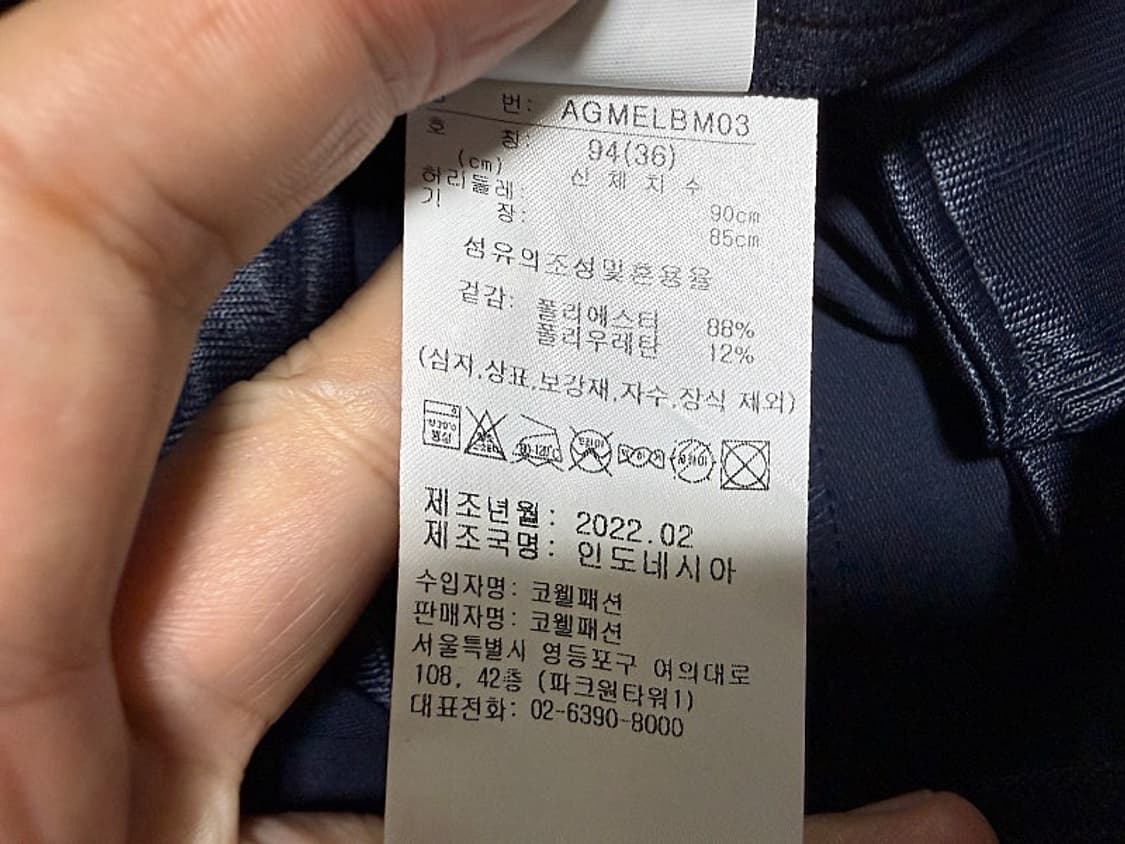 번: AGMELBM03
호 칭: 94(36)
(cm) 신 체 치 수
허리둘레: 90cm
기 장: 85cm
섬유의조성및혼용율
겉감: 폴리에스터 88%
폴리우레탄 12%
(심지,상표,보강재,자수,장식 제외)
제조년월: 2022.02
제조국명: 인도네시아
수입자명: 코웰패션
판매자명: 코웰패션
서울특별시 영등포구 여의대로
108, 42층 (파크원타워1)
대표전화: 02-6390-8000